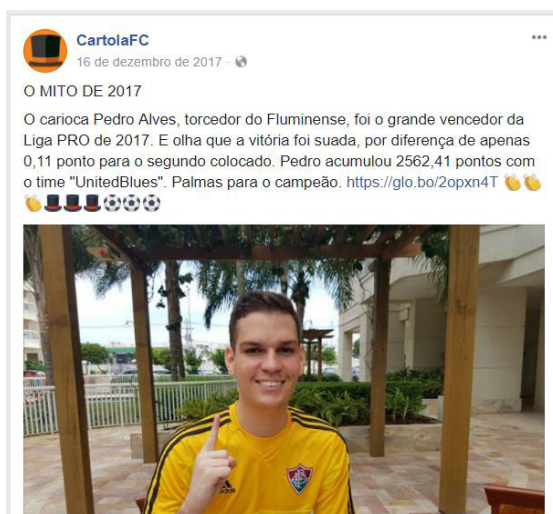 CartolaFC
16 de dezembro de 2017 ·
O MITO DE 2017
O carioca Pedro Alves, torcedor do Fluminense, foi o grande vencedor da
Liga PRO de 2017. E olha que a vitória foi suada, por diferença de apenas
0,11 ponto para o segundo colocado. Pedro acumulou 2562,41 pontos com
o time "UnitedBlues". Palmas para o campeão. https://glo.bo/2opxn4T 👏👏
👏🎩🎩🎩⚽⚽⚽
adidas